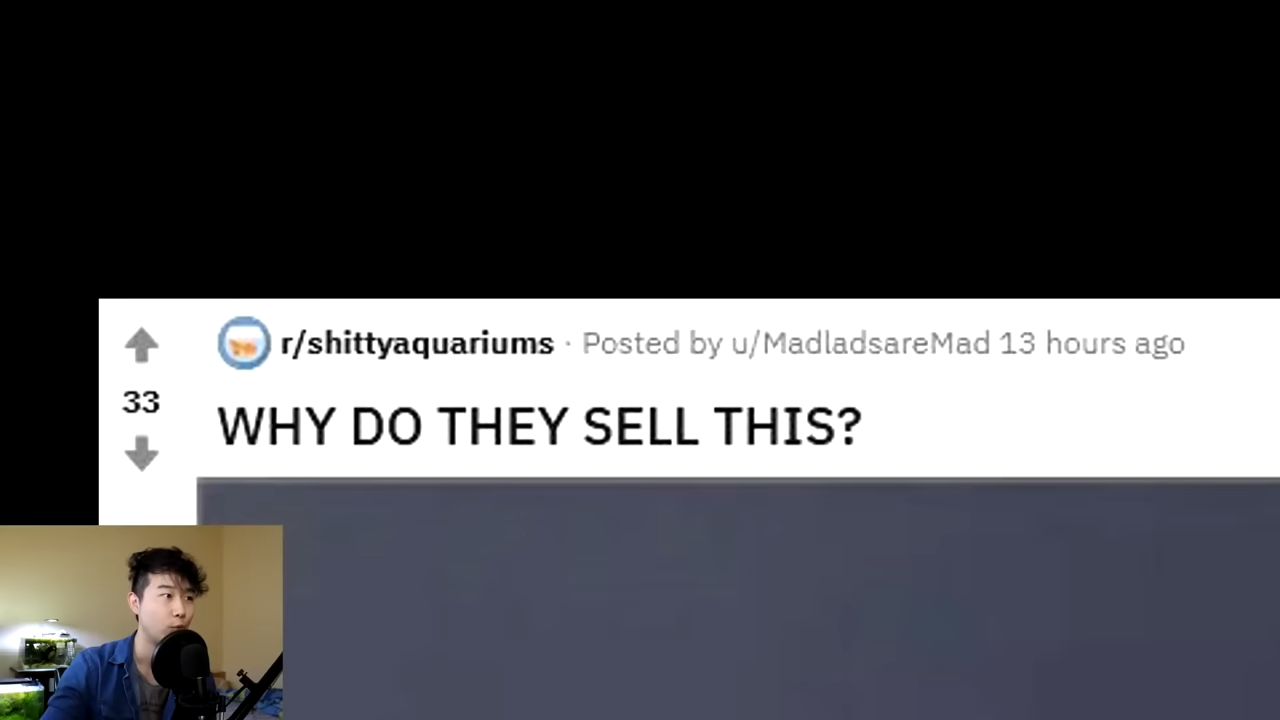 r/shittyaquariums · Posted by u/MadladsareMad 13 hours ago
33
WHY DO THEY SELL THIS?